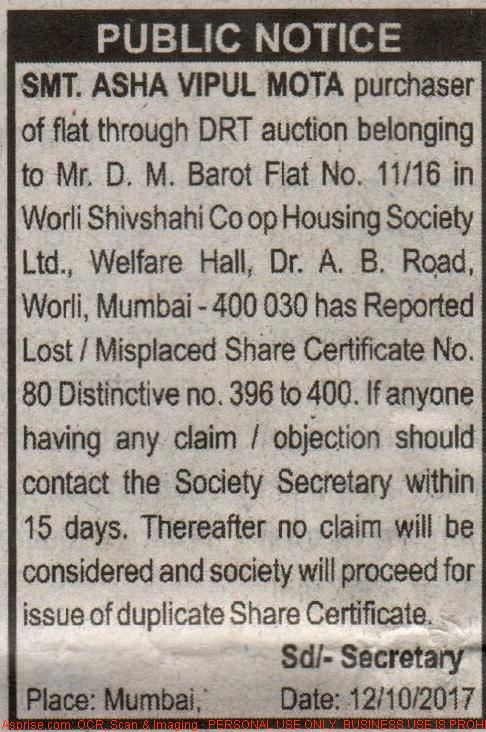 PUBLIC NOTICE
SMT. ASHA VIPUL MOTA purchaser
of flat through DRT auction belonging
to Mr. D. M. Barot Flat No. 11/16 in
Worli Shivshahi Co op Housing Society
Ltd., Welfare Hall, Dr. A. B. Road,
Worli, Mumbai - 400 030 has Reported
Lost / Misplaced Share Certificate No.
80 Distinctive no. 396 to 400. If anyone
having any claim / objection should
contact the Society Secretary within
15 days. Thereafter no claim will be
considered and society will proceed for
issue of duplicate Share Certificate.
Sd/- Secretary
Place: Mumbai, Date: 12/10/2017
Asprise.com: OCR, Scan & Imaging - PERSONAL USE ONLY. BUSINESS USE IS PROH